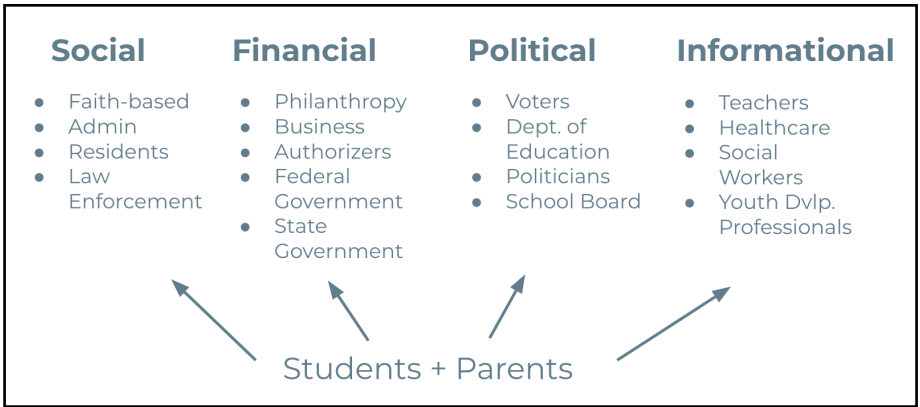 Social
● Faith-based
● Admin
● Residents
● Law
Enforcement
Financial
● Philanthropy
● Business
● Authorizers
● Federal
Government
● State
Government
Political
● Voters
● Dept. of
Education
● Politicians
● School Board
Informational
● Teachers
● Healthcare
● Social
Workers
● Youth Dvlp.
Professionals
Students + Parents